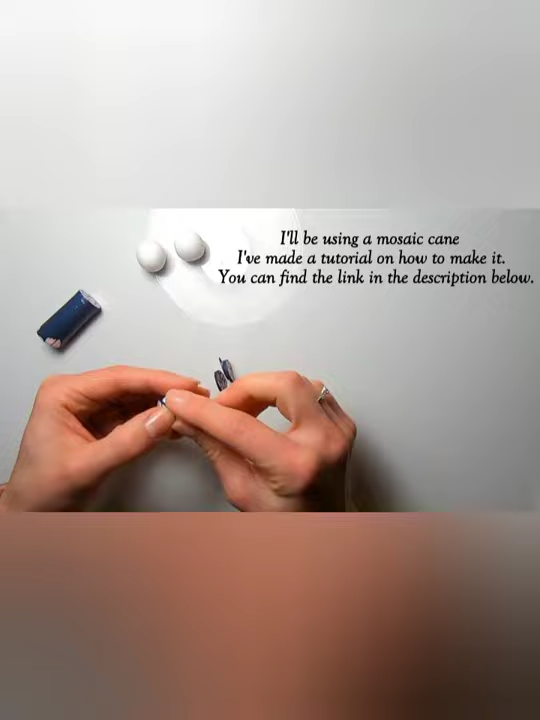 I'll be using a mosaic cane
I've made a tutorial on how to make it.
You can find the link in the description below.